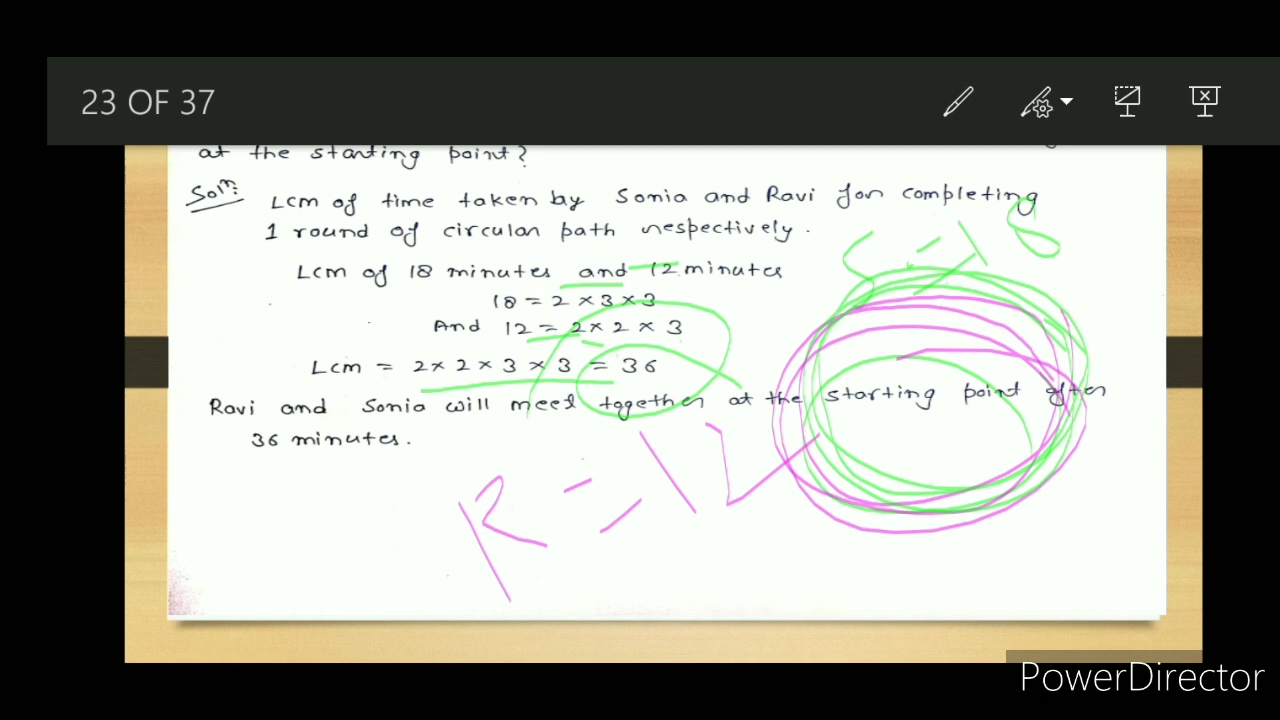 23 OF 37
at the starting point?
Soln:
LCM of time taken by Sonia and Ravi for completing
1 round of circular path respectively.
LCM of 18 minutes and 12 minutes
18 = 2 × 3 × 3
And 12 = 2 × 2 × 3
LCM = 2 × 2 × 3 × 3 = 36
Ravi and Sonia will meet together at the starting point after
36 minutes.
S = 18
R = 12
PowerDirector